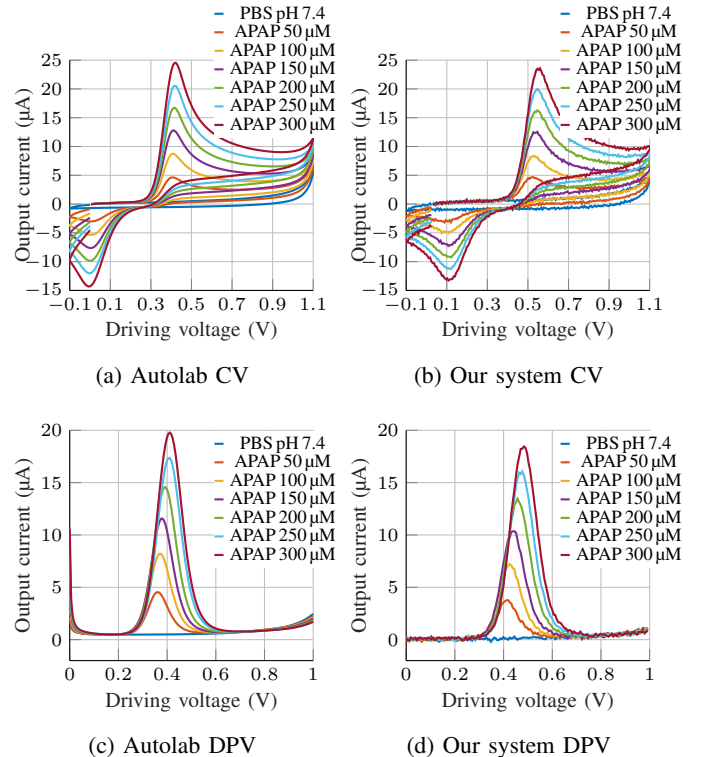 PBS pH 7.4
APAP 50 µM
APAP 100 µM
APAP 150 µM
APAP 200 µM
APAP 250 µM
APAP 300 µM
25
20
15
10
5
0
−5
−10
−15
−0.1 0.1 0.3 0.5 0.7 0.9 1.1
Output current (µA)
Driving voltage (V)
(a) Autolab CV
PBS pH 7.4
APAP 50 µM
APAP 100 µM
APAP 150 µM
APAP 200 µM
APAP 250 µM
APAP 300 µM
25
20
15
10
5
0
−5
−10
−15
−0.1 0.1 0.3 0.5 0.7 0.9 1.1
Output current (µA)
Driving voltage (V)
(b) Our system CV
PBS pH 7.4
APAP 50 µM
APAP 100 µM
APAP 150 µM
APAP 200 µM
APAP 250 µM
APAP 300 µM
20
15
10
5
0
0 0.2 0.4 0.6 0.8 1
Output current (µA)
Driving voltage (V)
(c) Autolab DPV
PBS pH 7.4
APAP 50 µM
APAP 100 µM
APAP 150 µM
APAP 200 µM
APAP 250 µM
APAP 300 µM
20
15
10
5
0
0 0.2 0.4 0.6 0.8 1
Output current (µA)
Driving voltage (V)
(d) Our system DPV